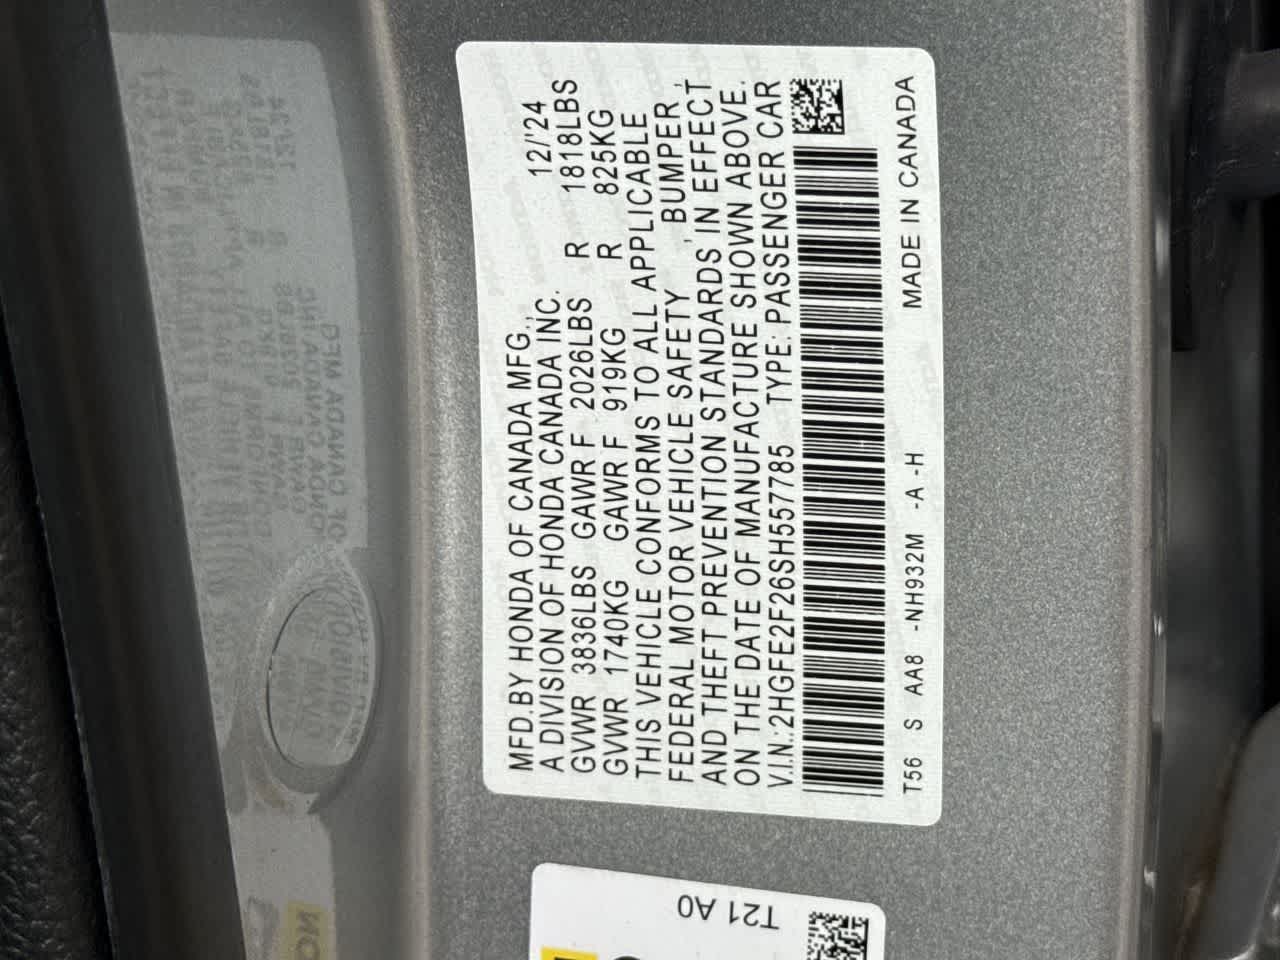 MFD.BY HONDA OF CANADA MFG.,
A DIVISION OF HONDA CANADA INC. 12/'24
GVWR 3836LBS GAWR F 2026LBS R 1818LBS
GVWR 1740KG GAWR F 919KG R 825KG
THIS VEHICLE CONFORMS TO ALL APPLICABLE
FEDERAL MOTOR VEHICLE SAFETY , BUMPER ,
AND THEFT PREVENTION STANDARDS IN EFFECT
ON THE DATE OF MANUFACTURE SHOWN ABOVE.
V.I.N.:2HGFE2F26SH557785 TYPE: PASSENGER CAR
T56 S AA8 -NH932M -A -H MADE IN CANADA
T21 A0